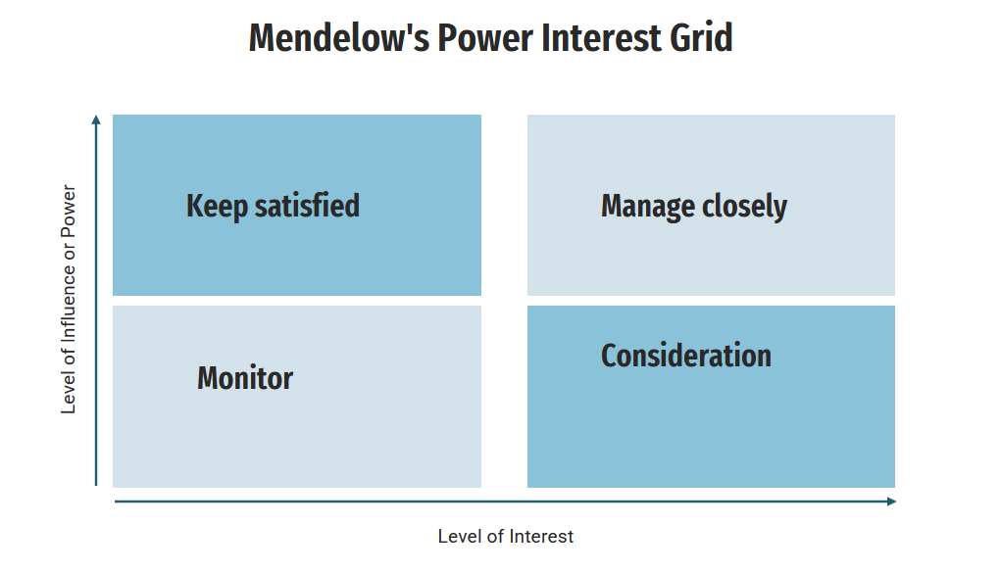 Mendelow's Power Interest Grid
Level of Influence or Power
Keep satisfied
Manage closely
Monitor
Consideration
Level of Interest